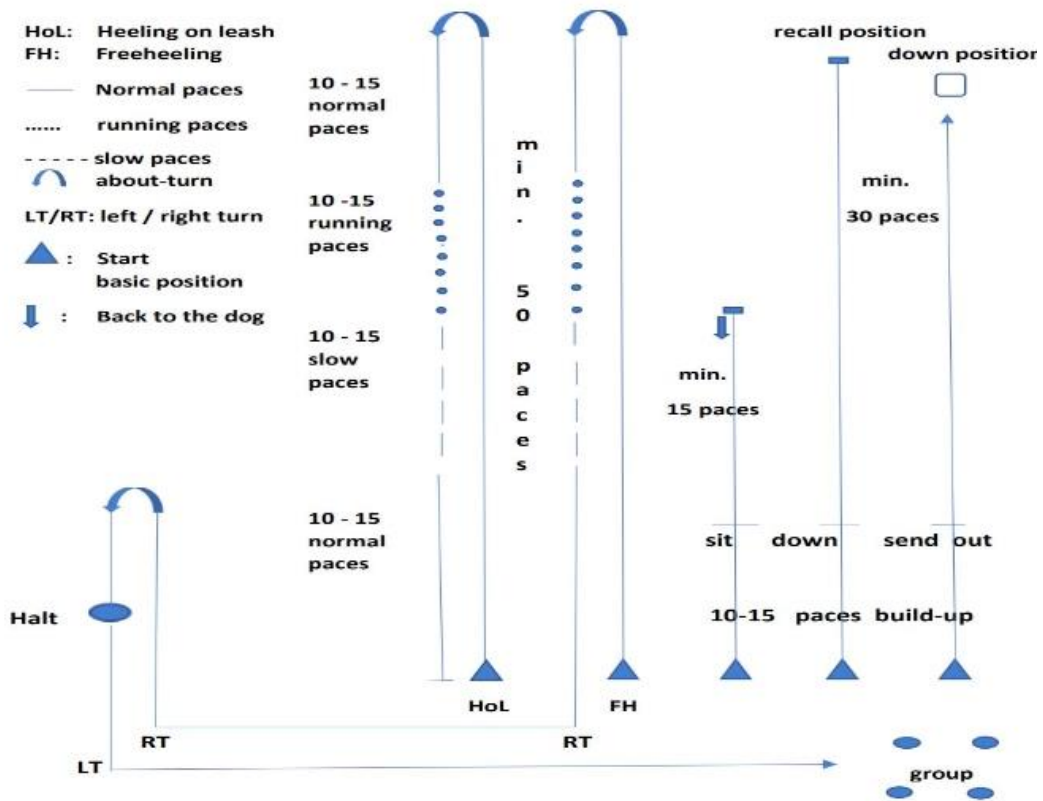 HoL: Heeling on leash
FH: Freeheeling
Normal paces
...... running paces
- - - - - slow paces
about-turn
LT/RT: left / right turn
: Start
basic position
: Back to the dog
10 - 15
normal
paces
10 -15
running
paces
10 - 15
slow
paces
10 - 15
normal
paces
min. 50 paces
recall position
down position
min.
30 paces
min.
15 paces
sit down send out
10-15 paces build-up
Halt
HoL FH
RT RT
LT
group